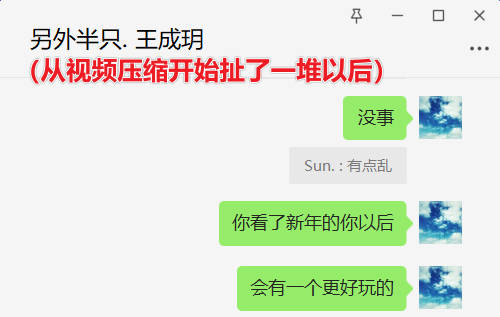 另外半只. 王成玥
(从视频压缩开始扯了一堆以后)
没事
Sun. : 有点乱
你看了新年的你以后
会有一个更好玩的